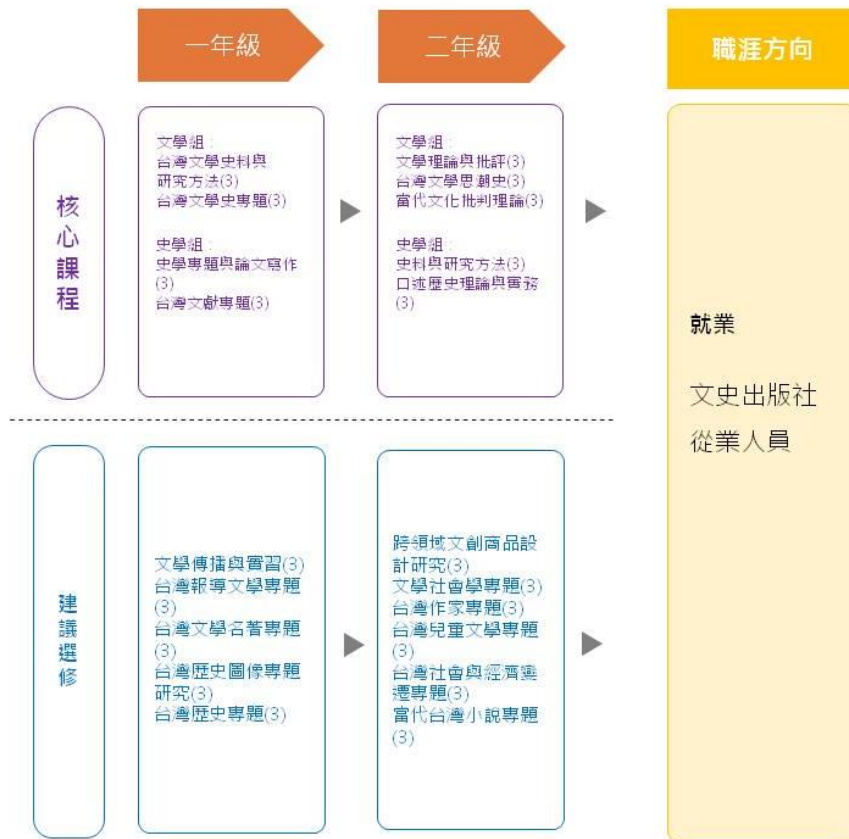 一年級
二年級
職涯方向
核心課程
文學組：
台灣文學史料與
研究方法(3)
台灣文學史專題(3)
史學組：
史學專題與論文寫作
(3)
台灣文獻專題(3)
文學組：
文學理論與批評(3)
台灣文學思潮史(3)
當代文化批判理論(3)
史學組：
史料與研究方法(3)
口述歷史理論與實務
(3)
建議選修
文學傳播與實習(3)
台灣報導文學專題
(3)
台灣文學名著專題
(3)
台灣歷史圖像專題
研究(3)
台灣歷史專題(3)
跨領域文創商品設
計研究(3)
文學社會學專題(3)
台灣作家專題(3)
台灣兒童文學專題
(3)
台灣社會與經濟變
遷專題(3)
當代台灣小說專題
(3)
就業
文史出版社
從業人員